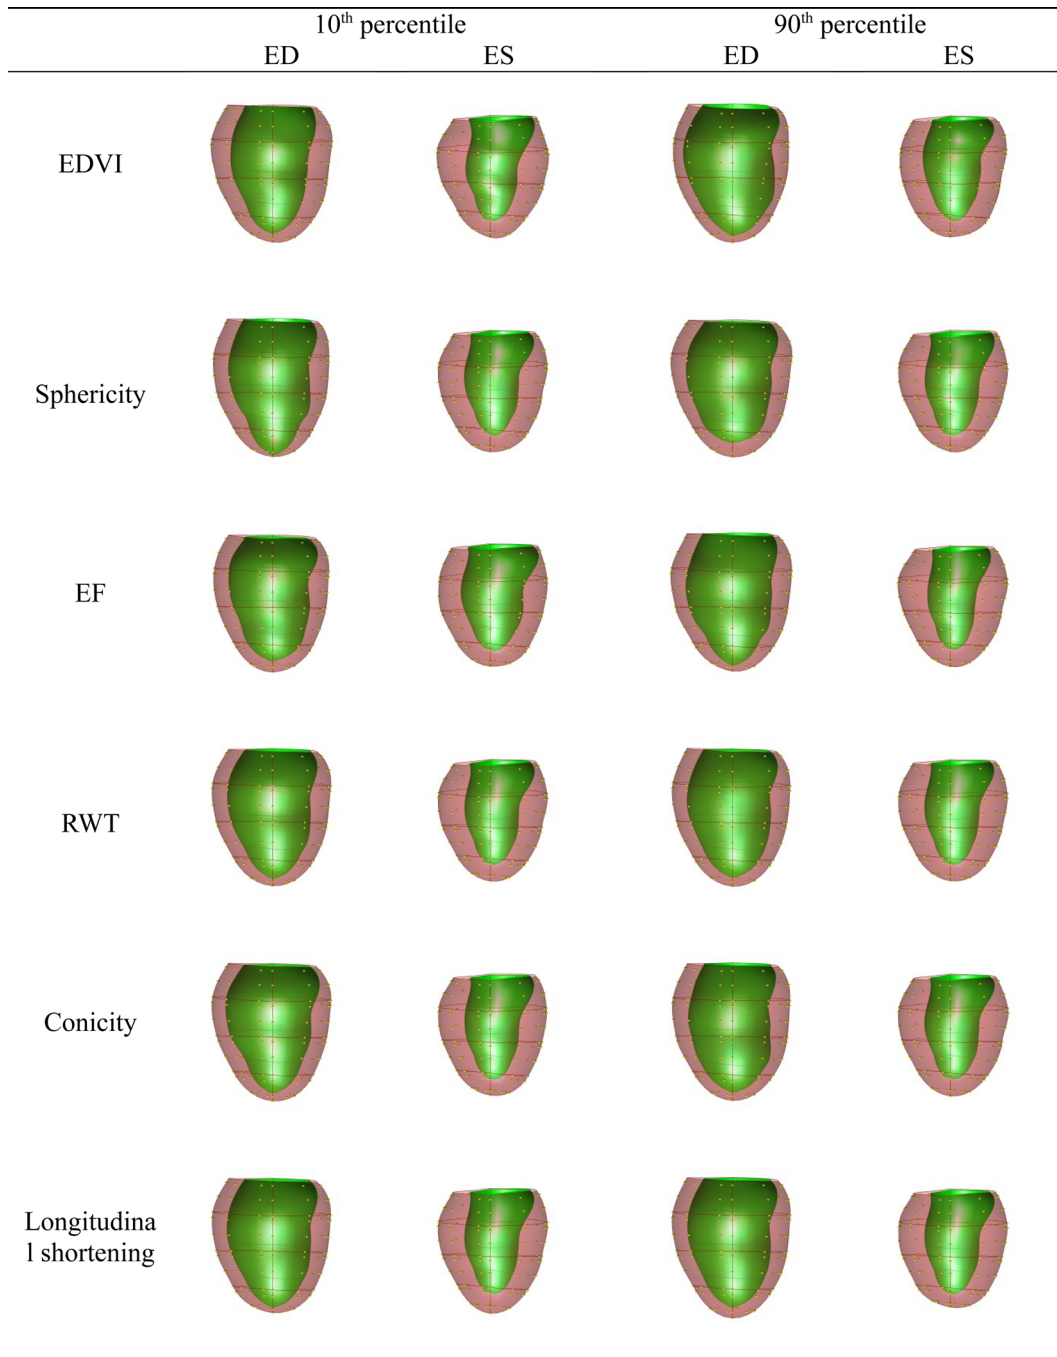 10th percentile 90th percentile
ED ES ED ES
EDVI
Sphericity
EF
RWT
Conicity
Longitudina
l shortening